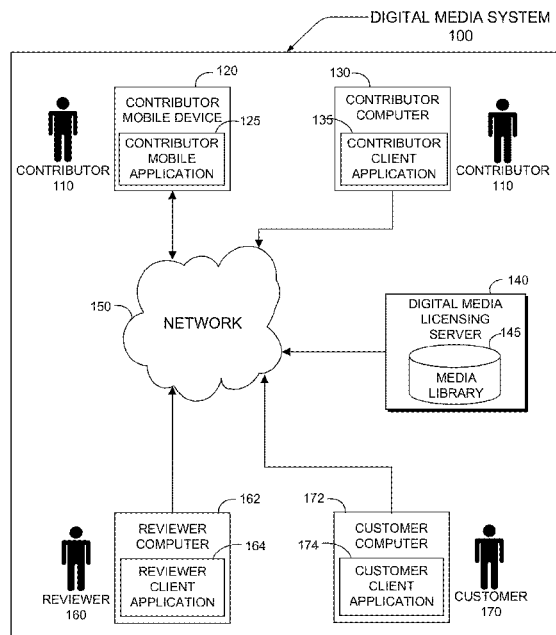 DIGITAL MEDIA SYSTEM
100
120
CONTRIBUTOR
MOBILE DEVICE
125
CONTRIBUTOR
MOBILE
APPLICATION
CONTRIBUTOR
110
130
CONTRIBUTOR
COMPUTER
135
CONTRIBUTOR
CLIENT
APPLICATION
CONTRIBUTOR
110
150
NETWORK
140
DIGITAL MEDIA
LICENSING
SERVER
145
MEDIA
LIBRARY
162
REVIEWER
COMPUTER
164
REVIEWER
CLIENT
APPLICATION
REVIEWER
160
172
CUSTOMER
COMPUTER
174
CUSTOMER
CLIENT
APPLICATION
CUSTOMER
170